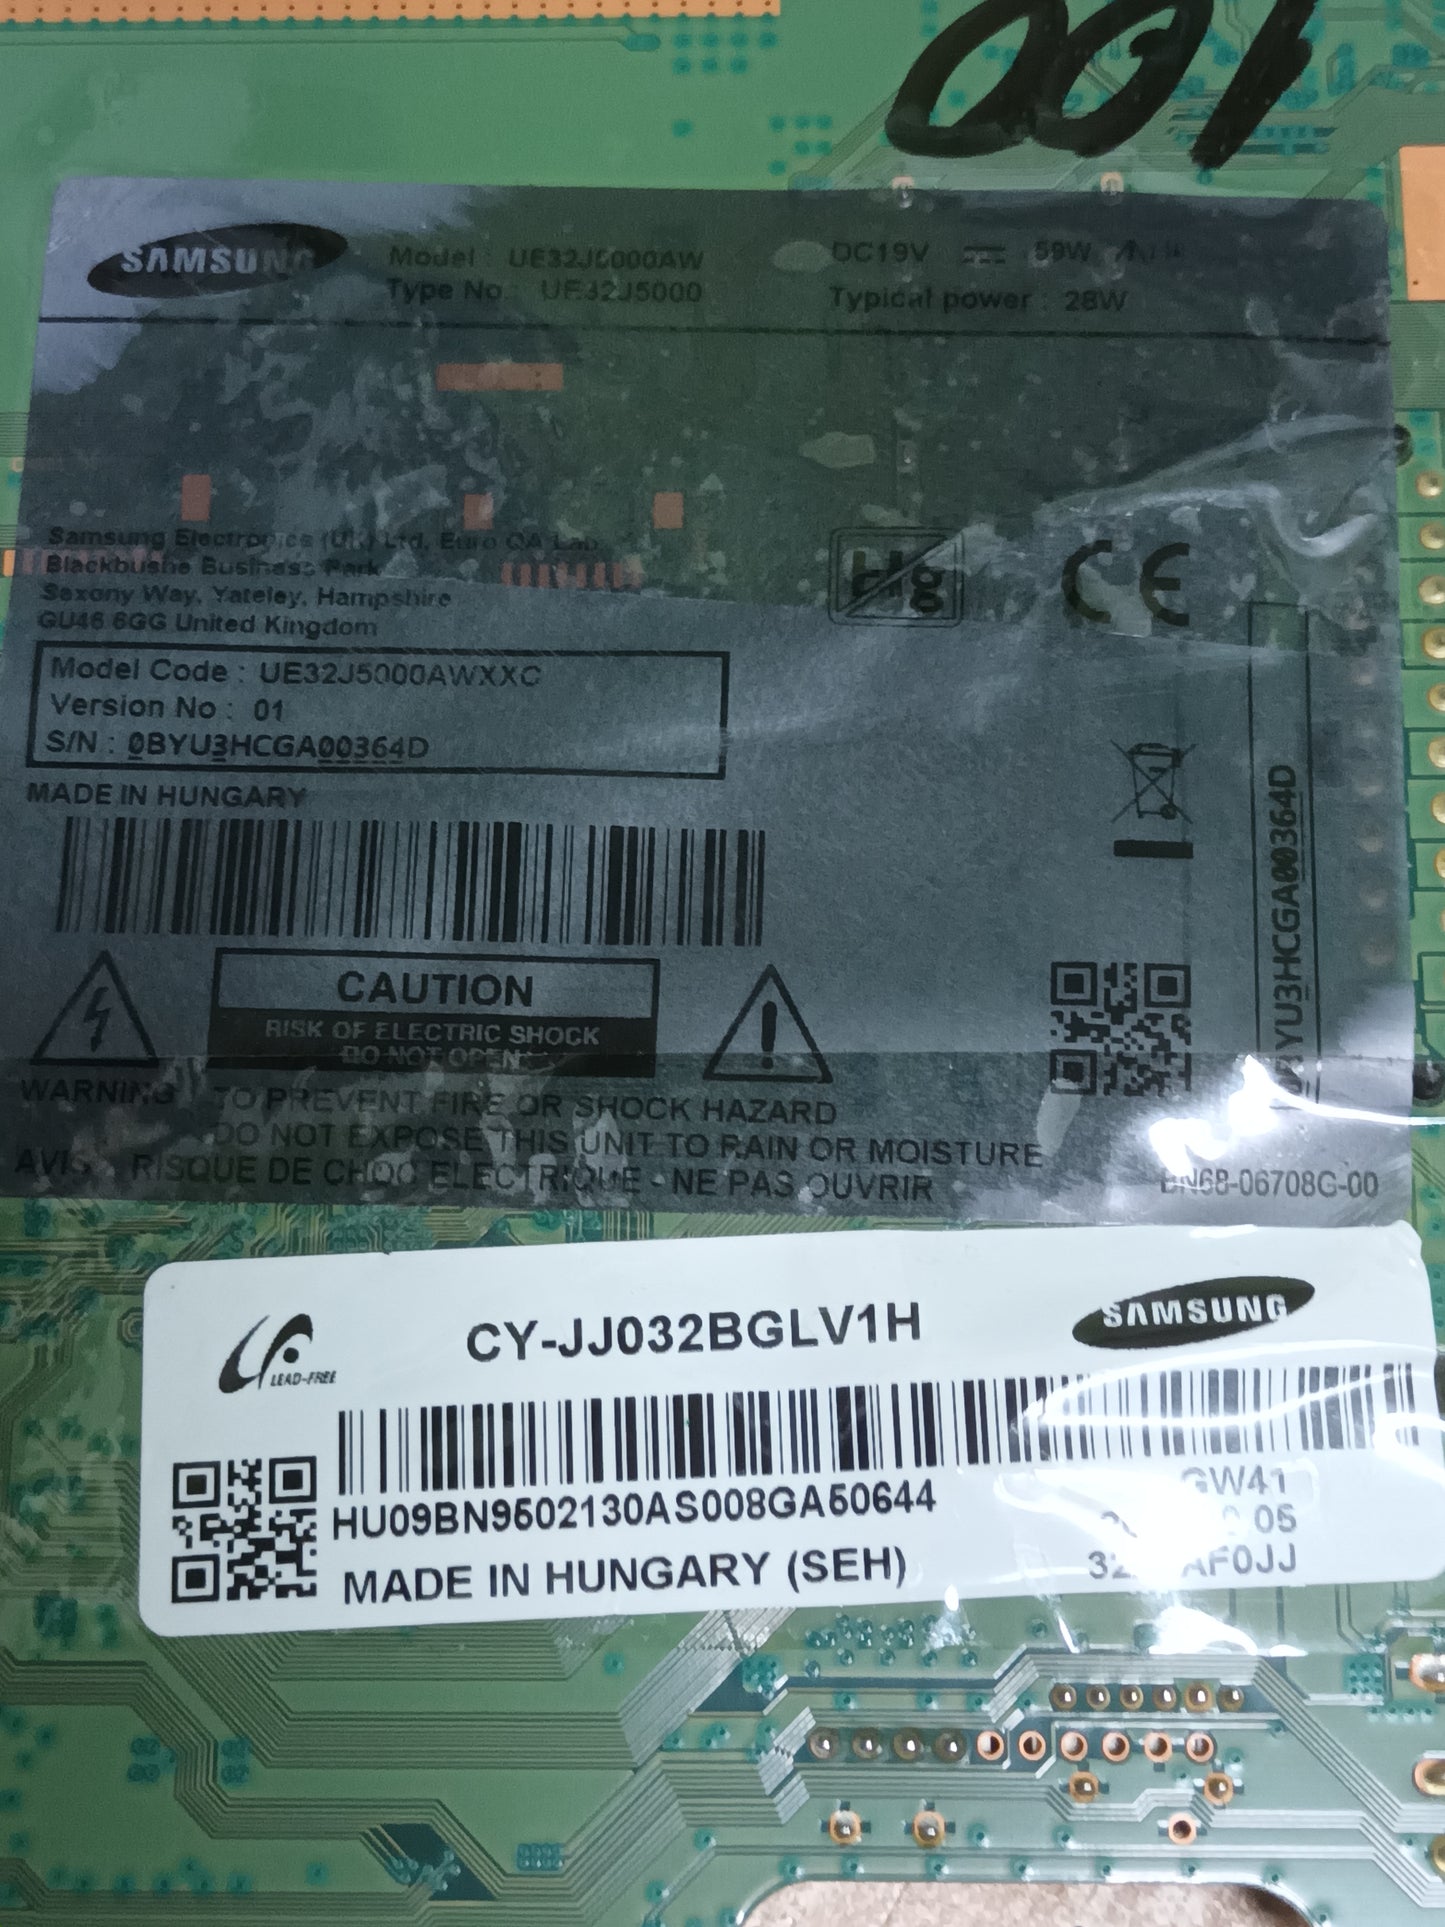 001
SAMSUNG
Model : UE32J5000AW
Type No. : UE32J5000
DC19V 59W
Typical power : 28W
Samsung Electronics (UK) Ltd, Euro QA Lab
Blackbushe Business Park
Saxony Way, Yateley, Hampshire
GU46 6GG United Kingdom
Hg
CE
Model Code : UE32J5000AWXXC
Version No : 01
S/N : 0BYU3HCGA00364D
MADE IN HUNGARY
0BYU3HCGA00364D
CAUTION
RISK OF ELECTRIC SHOCK
DO NOT OPEN
WARNING : TO PREVENT FIRE OR SHOCK HAZARD
DO NOT EXPOSE THIS UNIT TO RAIN OR MOISTURE
AVIS : RISQUE DE CHOC ELECTRIQUE - NE PAS OUVRIR
BN68-06708G-00
LEAD-FREE
CY-JJ032BGLV1H
SAMSUNG
HU09BN9502130AS008GA50644
GW41
05
MADE IN HUNGARY (SEH)